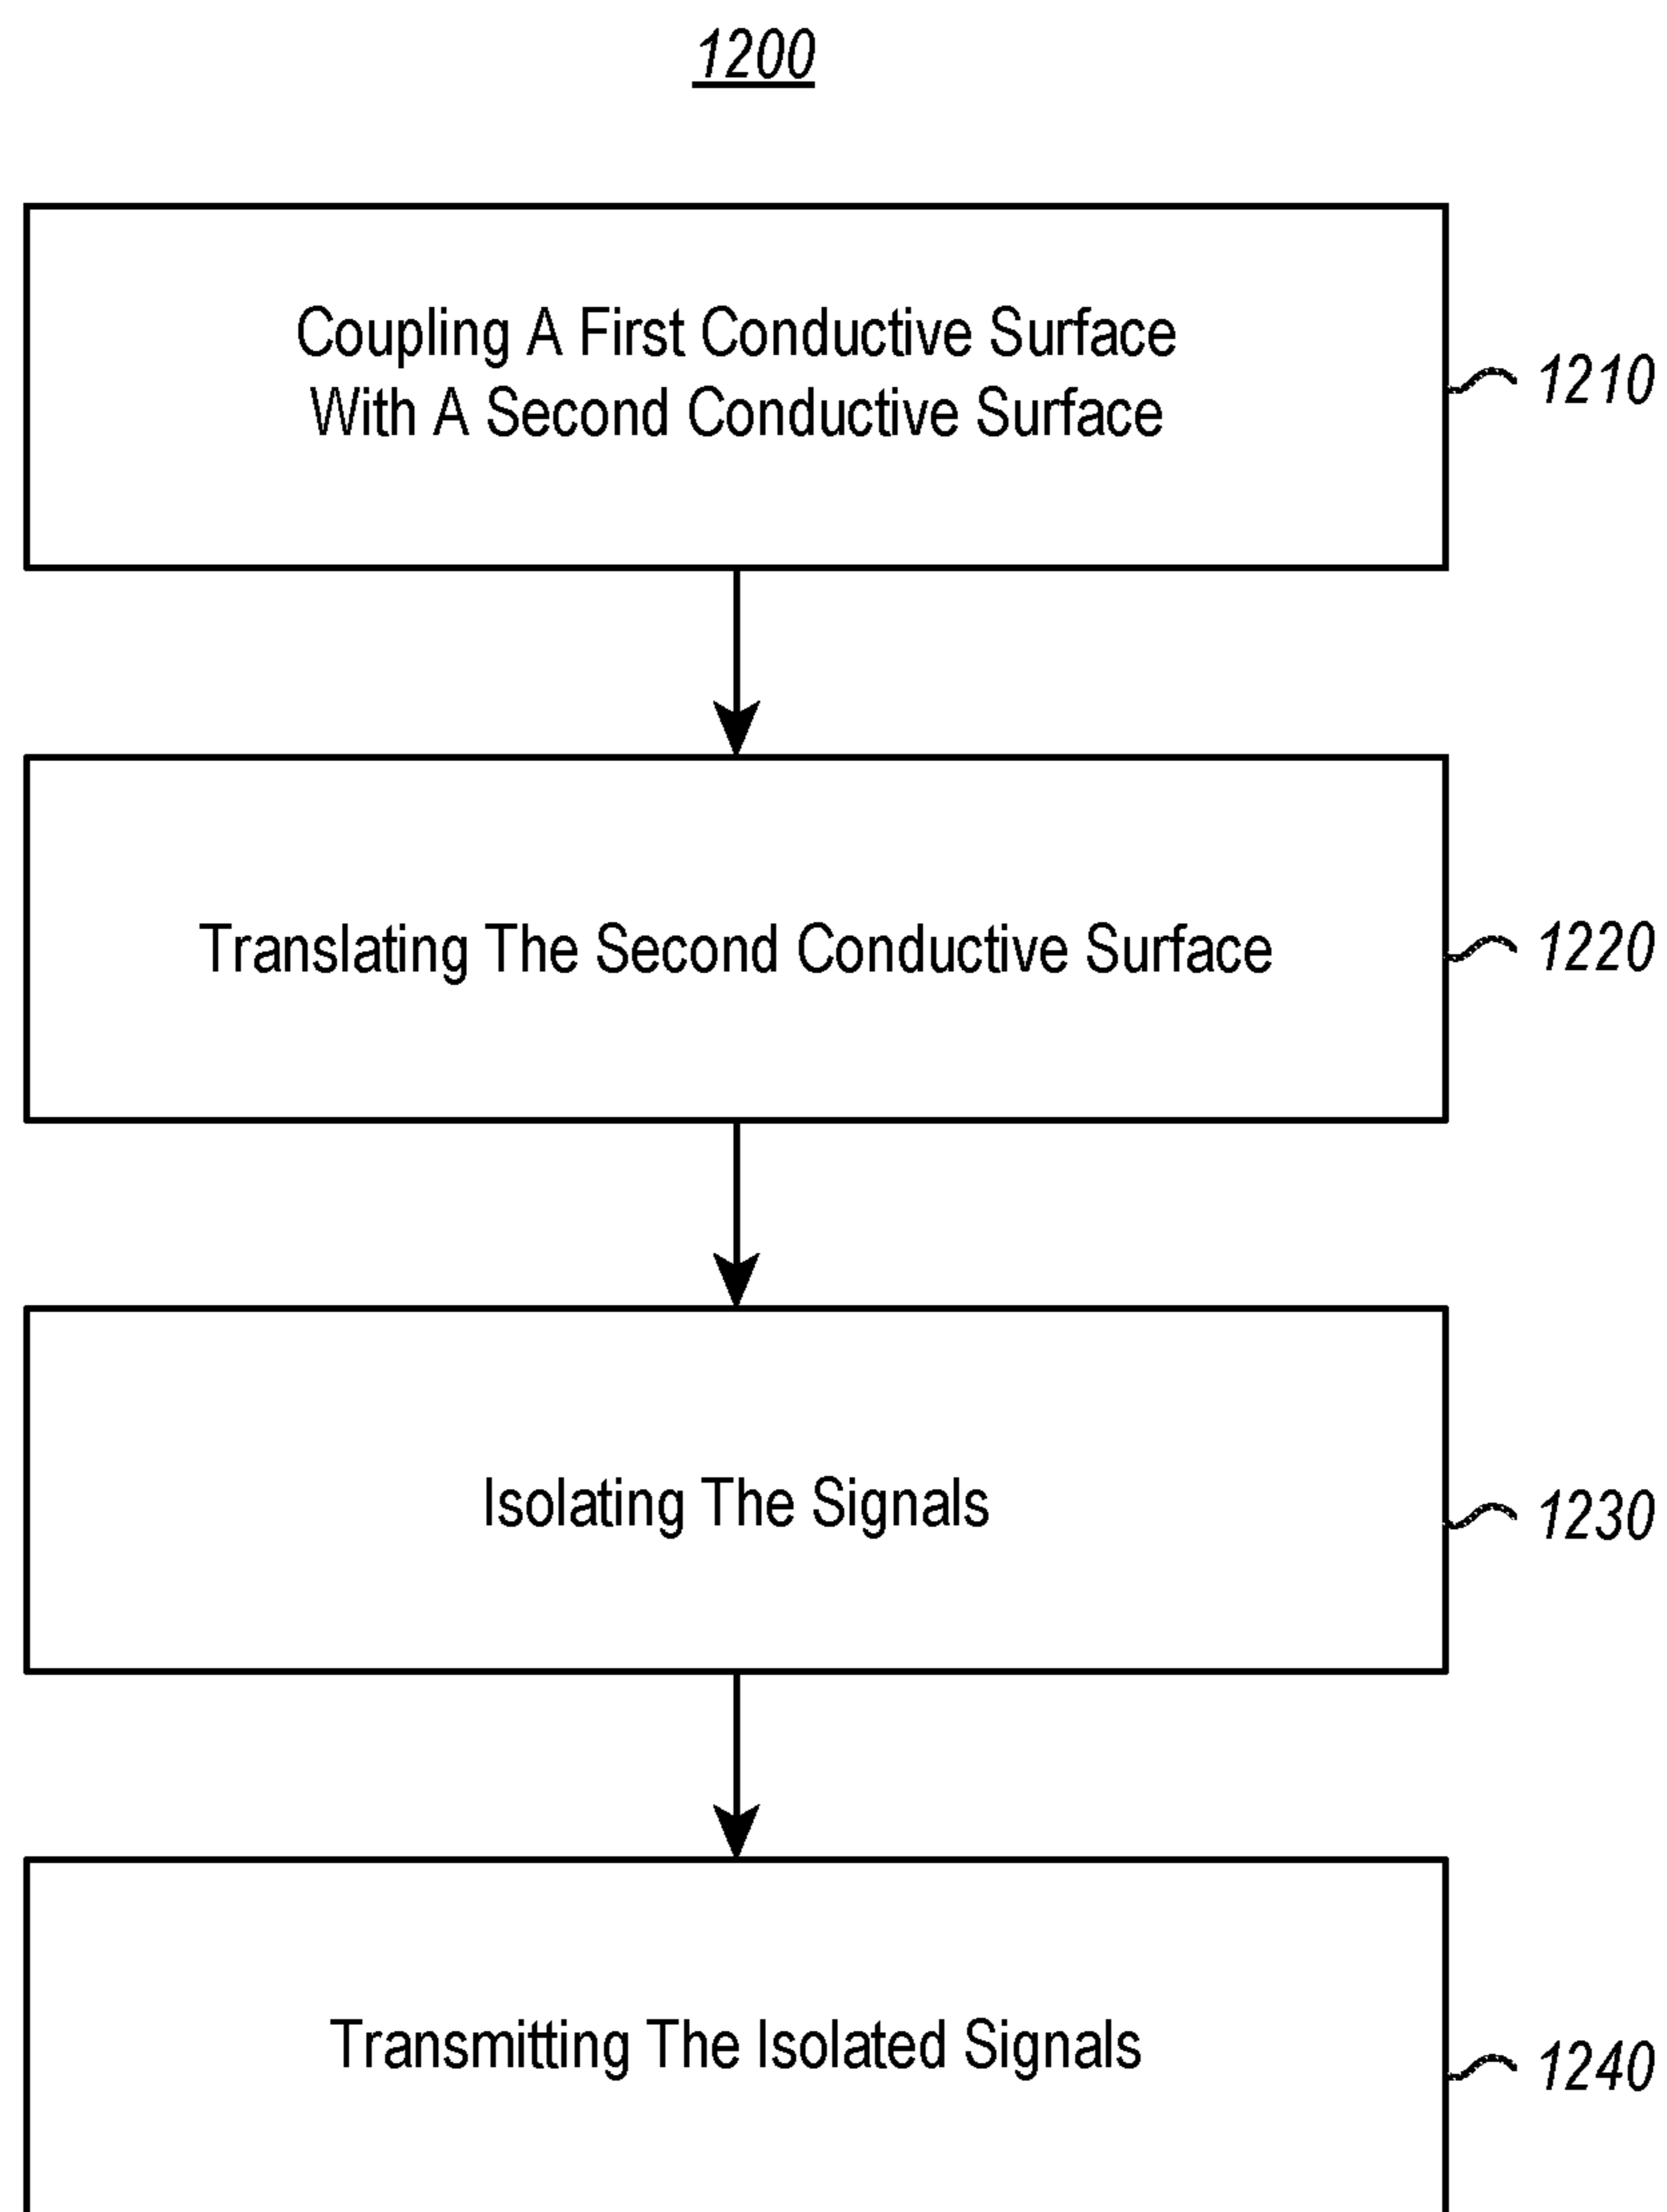 1200
Coupling A First Conductive Surface
With A Second Conductive Surface
1210
Translating The Second Conductive Surface
1220
Isolating The Signals
1230
Transmitting The Isolated Signals
1240